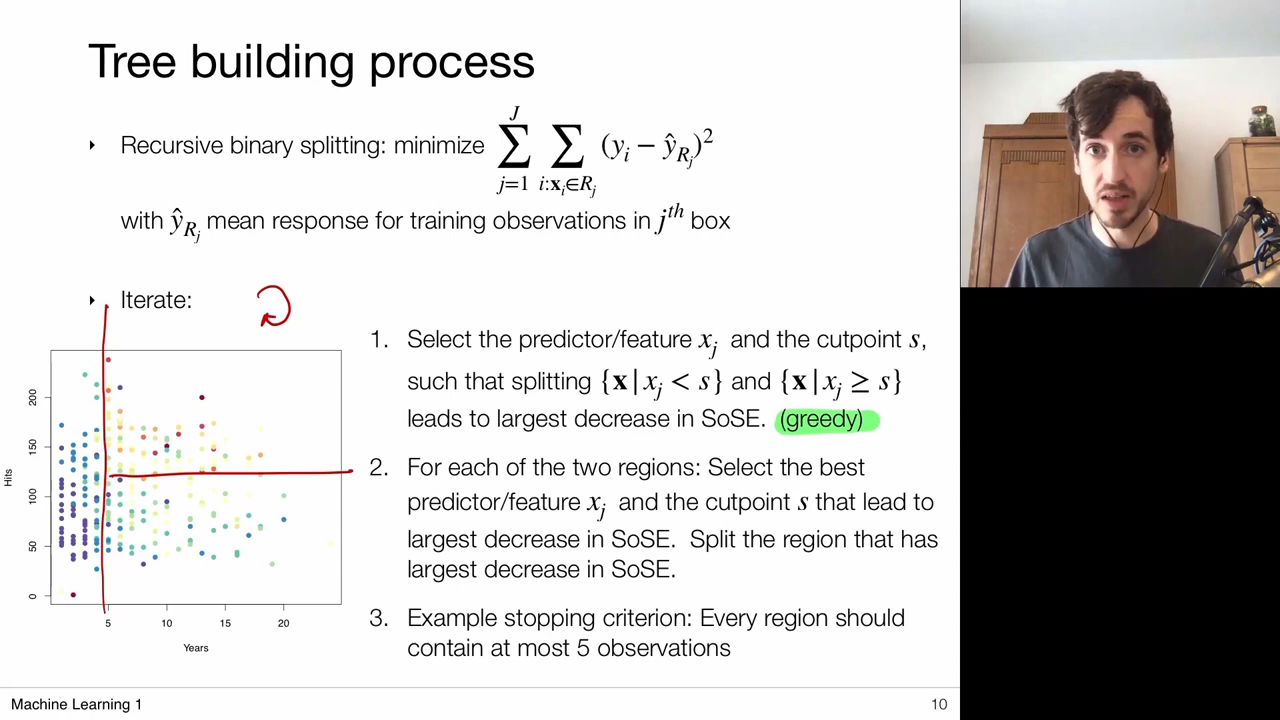 Tree building process
Recursive binary splitting: minimize $\sum_{j=1}^{J} \sum_{i:\mathbf{x}_i \in R_j} (y_i - \hat{y}_{R_j})^2$
with $\hat{y}_{R_j}$ mean response for training observations in $j^{th}$ box
Iterate:
1. Select the predictor/feature $x_j$ and the cutpoint $s$,
such that splitting $\{\mathbf{x} | x_j < s\}$ and $\{\mathbf{x} | x_j \geq s\}$
leads to largest decrease in SoSE. (greedy)
2. For each of the two regions: Select the best
predictor/feature $x_j$ and the cutpoint $s$ that lead to
largest decrease in SoSE. Split the region that has
largest decrease in SoSE.
3. Example stopping criterion: Every region should
contain at most 5 observations
Hits
200
150
100
50
0
5 10 15 20
Years
Machine Learning 1
10